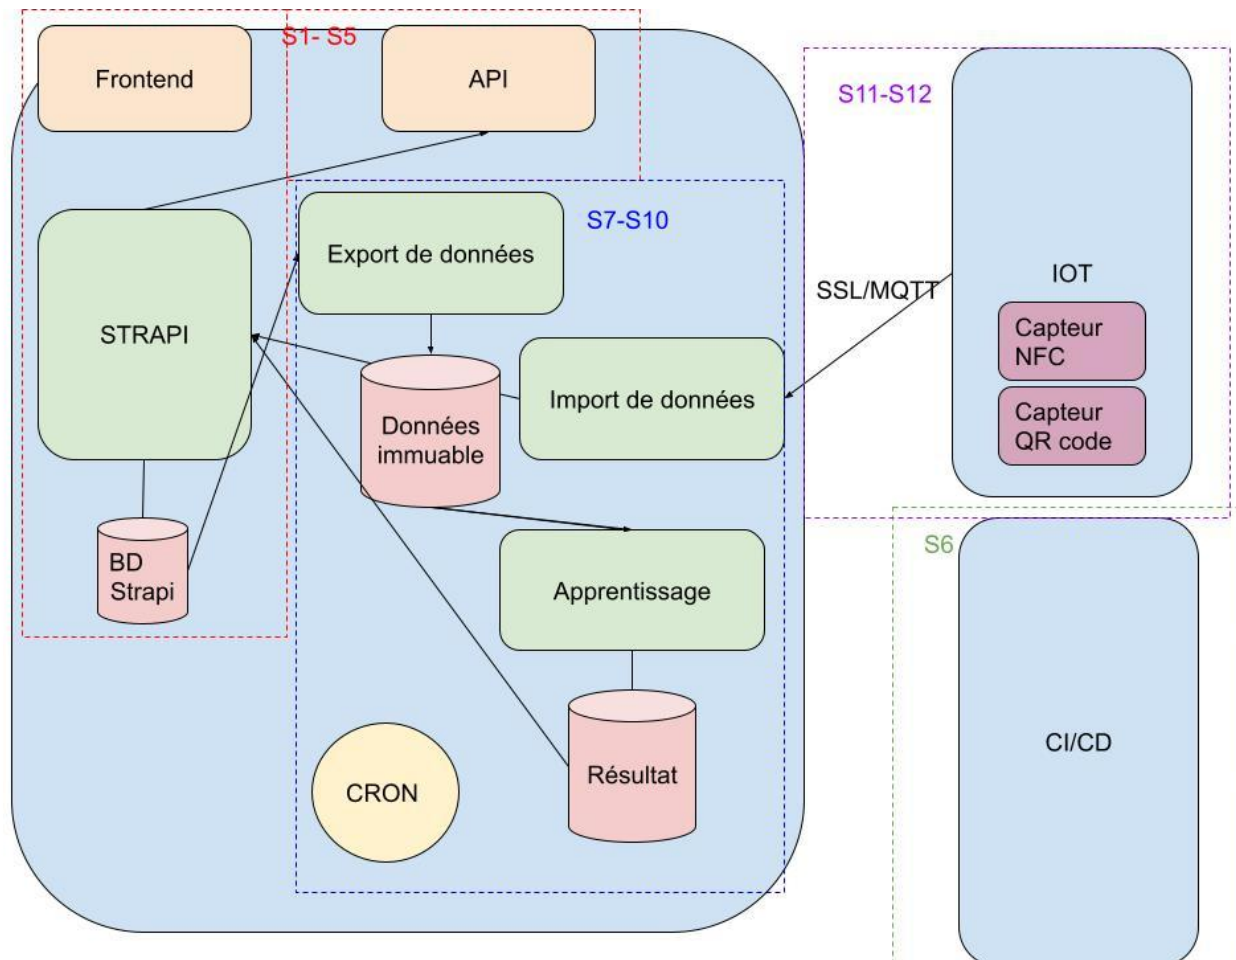 S1- S5
Frontend
API
S11-S12
S7-S10
Export de données
IOT
SSL/MQTT
STRAPI
Capteur
NFC
Import de données
Données
immuable
Capteur
QR code
S6
BD
Strapi
Apprentissage
CI/CD
Résultat
CRON